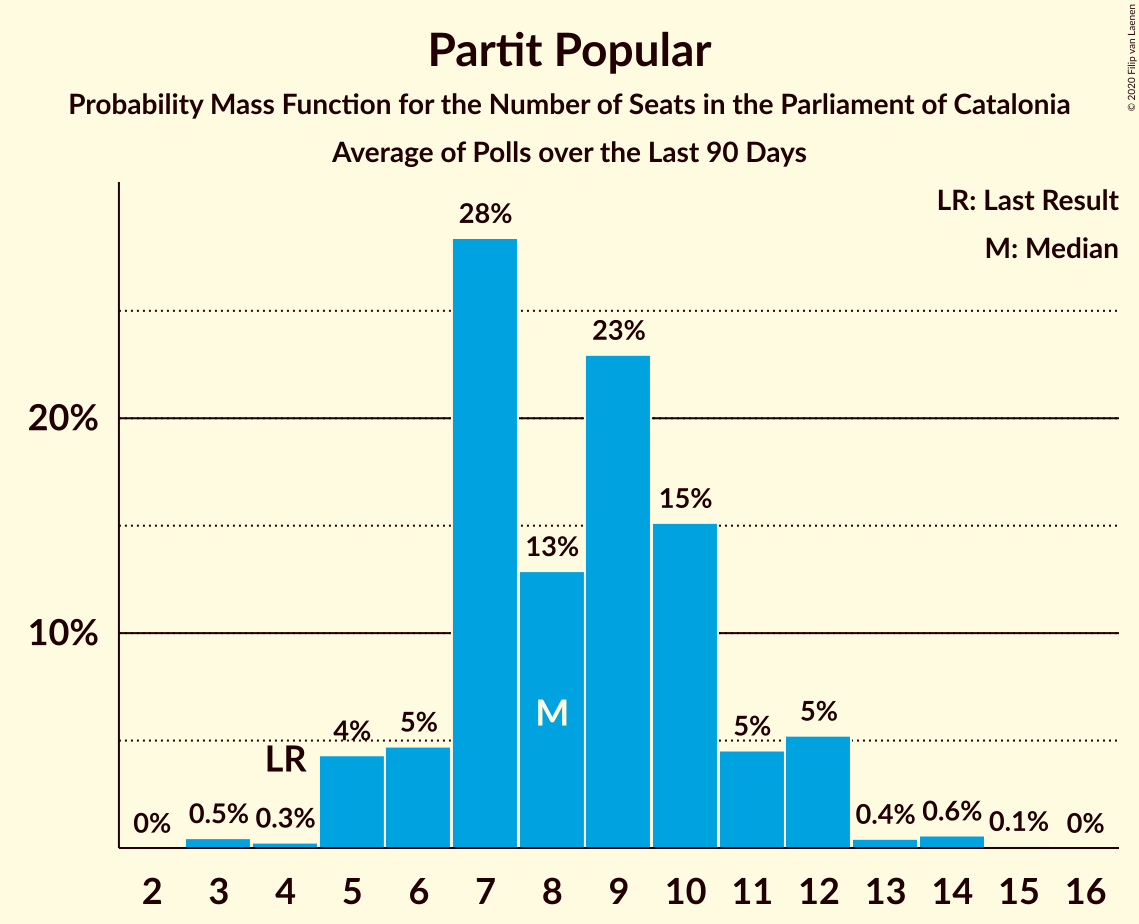 Partit Popular
Probability Mass Function for the Number of Seats in the Parliament of Catalonia
Average of Polls over the Last 90 Days
© 2020 Filip van Laenen
LR: Last Result
M: Median
28%
23%
20%
15%
13%
10%
M
5%
5%
5%
4%
LR
0%
0.5%
0.3%
0.4%
0.6%
0.1%
0%
2 3 4 5 6 7 8 9 10 11 12 13 14 15 16